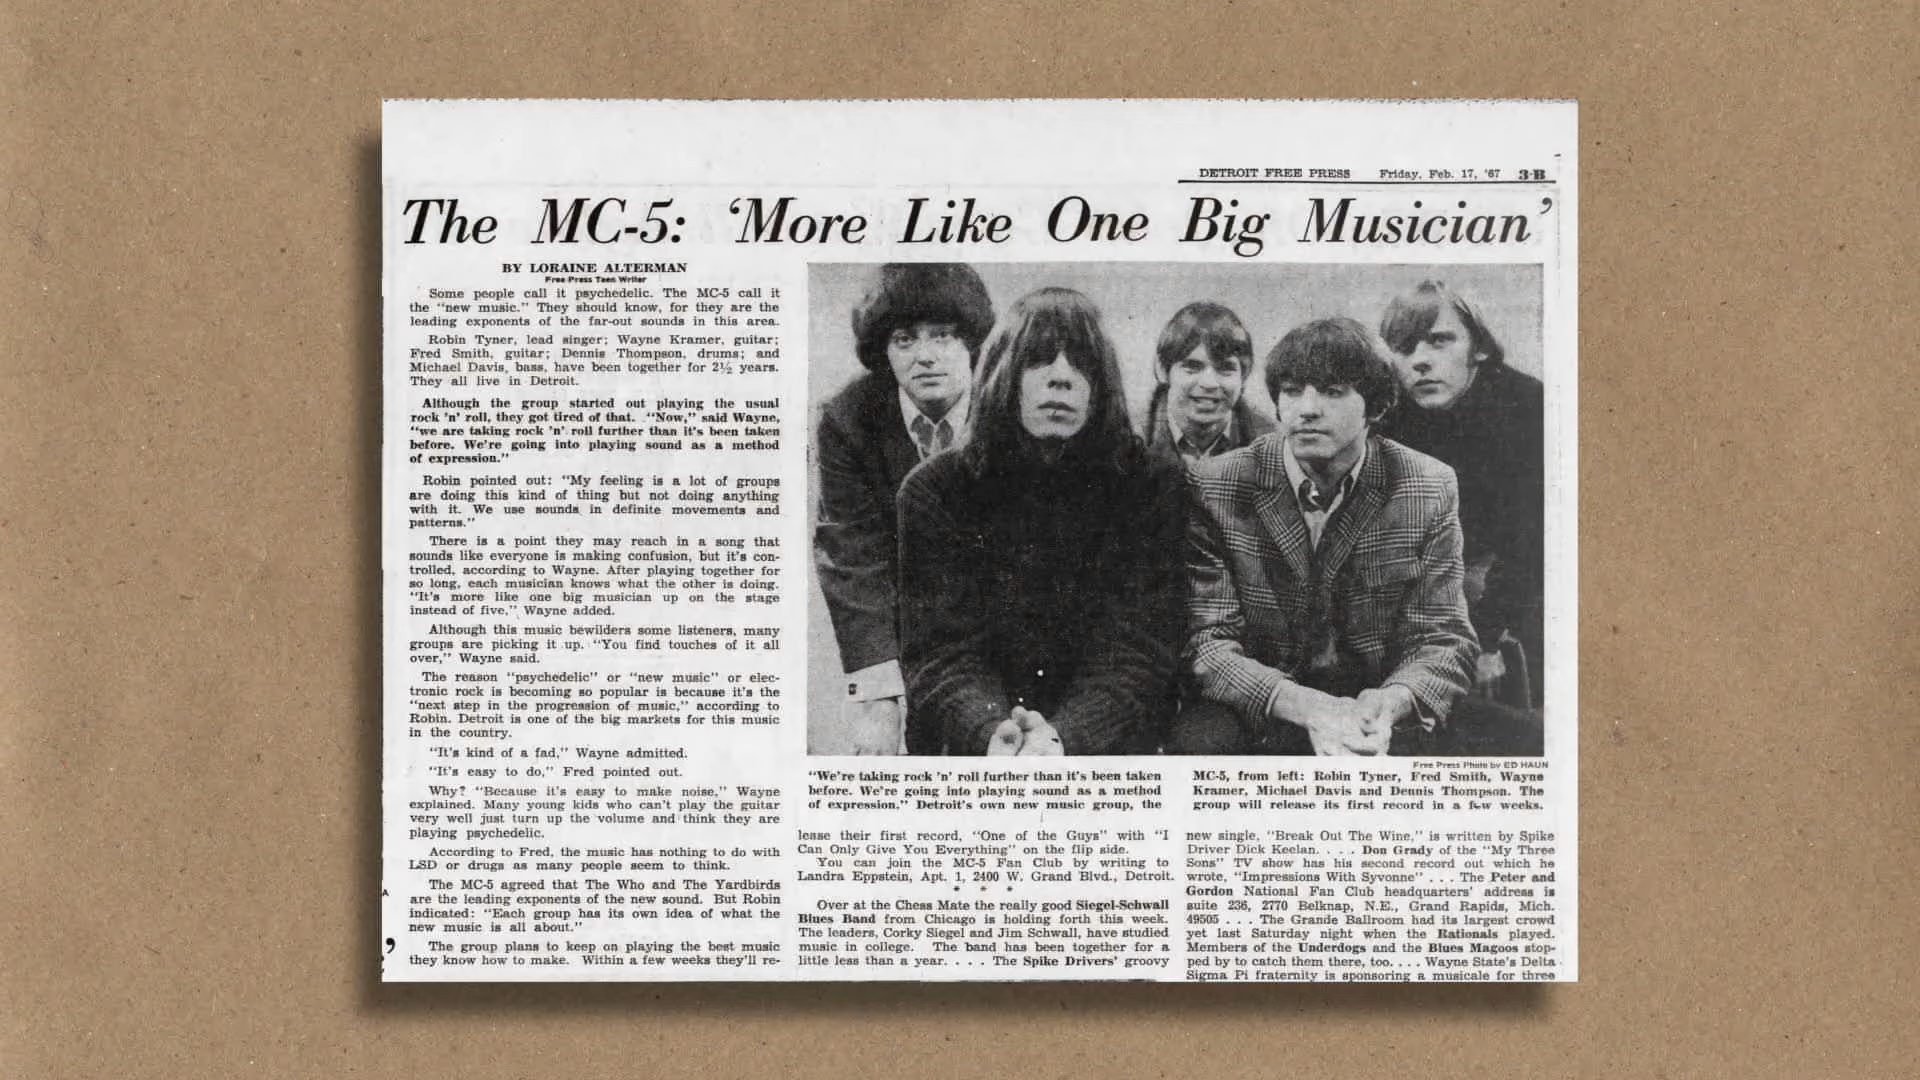 DETROIT FREE PRESS Friday, Feb. 17, '67 3-B
The MC-5: 'More Like One Big Musician'
BY LORAINE ALTERMAN
Free Press Teen Writer
Some people call it psychedelic. The MC-5 call it
the "new music." They should know, for they are the
leading exponents of the far-out sounds in this area.
Robin Tyner, lead singer; Wayne Kramer, guitar;
Fred Smith, guitar; Dennis Thompson, drums; and
Michael Davis, bass, have been together for 2½ years.
They all live in Detroit.
Although the group started out playing the usual
rock 'n' roll, they got tired of that. "Now," said Wayne,
"we are taking rock 'n' roll further than it's been taken
before. We're going into playing sound as a method
of expression."
Robin pointed out: "My feeling is a lot of groups
are doing this kind of thing but not doing anything
with it. We use sounds in definite movements and
patterns."
There is a point they may reach in a song that
sounds like everyone is making confusion, but it's con-
trolled, according to Wayne. After playing together for
so long, each musician knows what the other is doing.
"It's more like one big musician up on the stage
instead of five," Wayne added.
Although this music bewilders some listeners, many
groups are picking it up. "You find touches of it all
over," Wayne said.
The reason "psychedelic" or "new music" or elec-
tronic rock is becoming so popular is because it's the
"next step in the progression of music," according to
Robin. Detroit is one of the big markets for this music
in the country.
"It's kind of a fad," Wayne admitted.
"It's easy to do," Fred pointed out.
Why? "Because it's easy to make noise," Wayne
explained. Many young kids who can't play the guitar
very well just turn up the volume and think they are
playing psychedelic.
According to Fred, the music has nothing to do with
LSD or drugs as many people seem to think.
The MC-5 agreed that The Who and The Yardbirds
are the leading exponents of the new sound. But Robin
indicated: "Each group has its own idea of what the
new music is all about."
The group plans to keep on playing the best music
they know how to make. Within a few weeks they'll re-
Free Press Photo by ED HAUN
"We're taking rock 'n' roll further than it's been taken
before. We're going into playing sound as a method
of expression." Detroit's own new music group, the
MC-5, from left: Robin Tyner, Fred Smith, Wayne
Kramer, Michael Davis and Dennis Thompson. The
group will release its first record in a few weeks.
lease their first record, "One of the Guys" with "I
Can Only Give You Everything" on the flip side.
You can join the MC-5 Fan Club by writing to
Landra Eppstein, Apt. 1, 2400 W. Grand Blvd., Detroit.
* * *
Over at the Chess Mate the really good Siegel-Schwall
Blues Band from Chicago is holding forth this week.
The leaders, Corky Siegel and Jim Schwall, have studied
music in college. The band has been together for a
little less than a year. . . . The Spike Drivers' groovy
new single, "Break Out The Wine," is written by Spike
Driver Dick Keelan. . . . Don Grady of the "My Three
Sons" TV show has his second record out which he
wrote, "Impressions With Syvonne" . . . The Peter and
Gordon National Fan Club headquarters' address is
suite 236, 2770 Belknap, N.E., Grand Rapids, Mich.
49505 . . . The Grande Ballroom had its largest crowd
yet last Saturday night when the Rationals played.
Members of the Underdogs and the Blues Magoos stop-
ped by to catch them there, too. . . . Wayne State's Delta
Sigma Pi fraternity is sponsoring a musicale for three